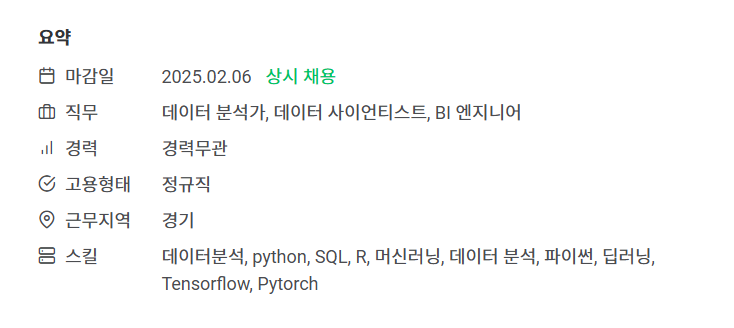 요약
마감일 2025.02.06 상시 채용
직무 데이터 분석가, 데이터 사이언티스트, BI 엔지니어
경력 경력무관
고용형태 정규직
근무지역 경기
스킬 데이터분석, python, SQL, R, 머신러닝, 데이터 분석, 파이썬, 딥러닝,
Tensorflow, Pytorch